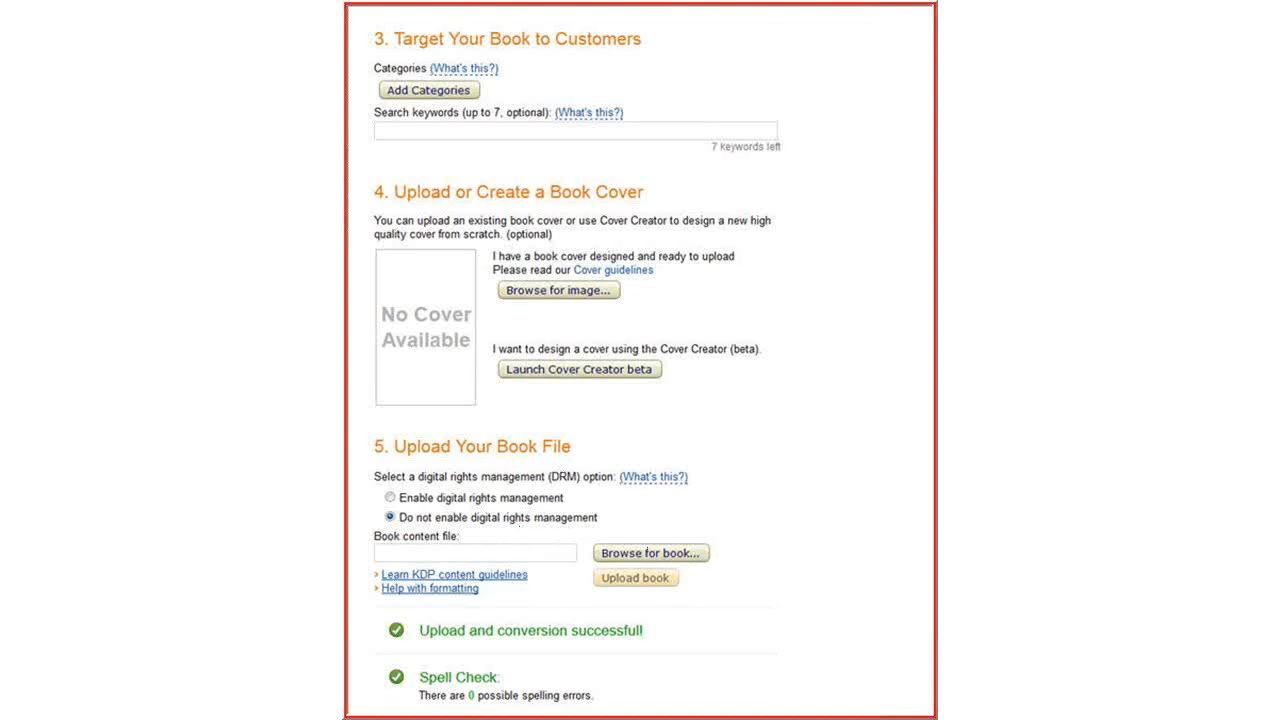 3. Target Your Book to Customers
Categories (What's this?)
Add Categories
Search keywords (up to 7, optional): (What's this?)
7 keywords left
4. Upload or Create a Book Cover
You can upload an existing book cover or use Cover Creator to design a new high
quality cover from scratch. (optional)
I have a book cover designed and ready to upload
Please read our Cover guidelines
Browse for image...
No Cover
Available
I want to design a cover using the Cover Creator (beta).
Launch Cover Creator beta
5. Upload Your Book File
Select a digital rights management (DRM) option: (What's this?)
Enable digital rights management
Do not enable digital rights management
Book content file:
Browse for book...
› Learn KDP content guidelines
Upload book
› Help with formatting
Upload and conversion successful!
Spell Check:
There are 0 possible spelling errors.